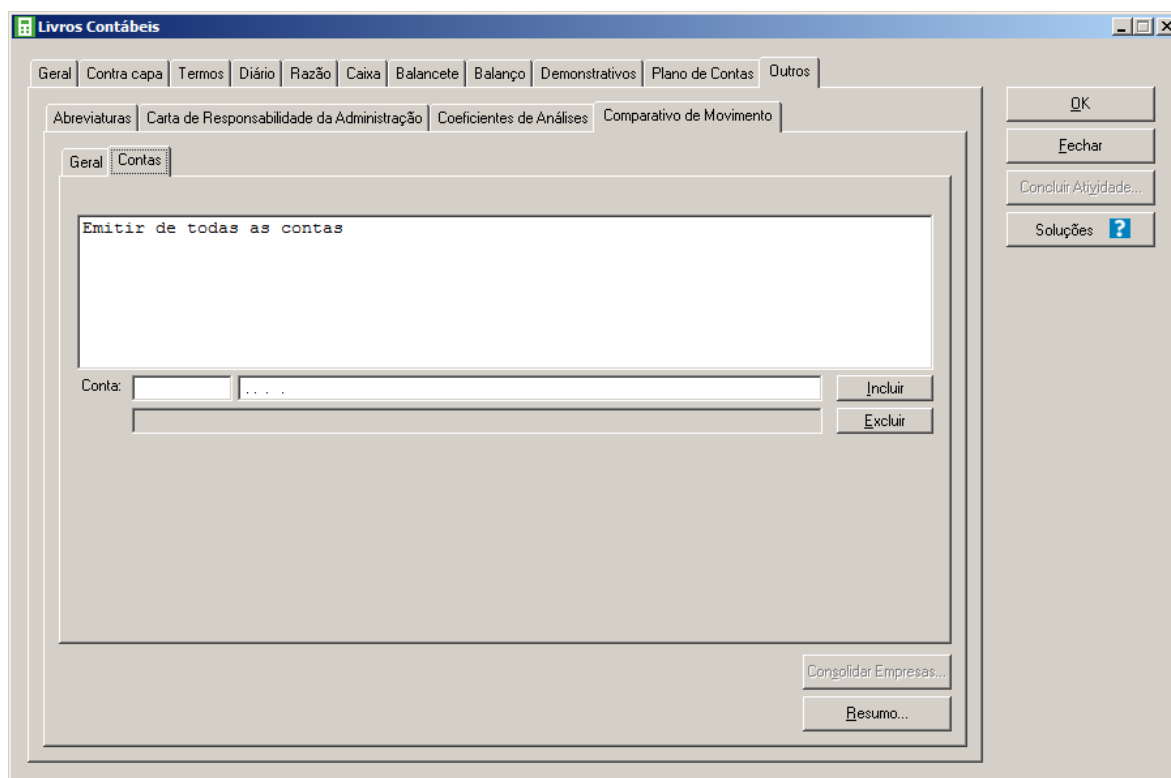 Livros Contábeis
Geral Contra capa Termos Diário Razão Caixa Balancete Balanço Demonstrativos Plano de Contas Outros
Abreviaturas Carta de Responsabilidade da Administração Coeficientes de Análises Comparativo de Movimento
Geral Contas
Emitir de todas as contas
Conta: .. . . Incluir
Excluir
Consolidar Empresas...
Resumo...
OK
Fechar
Concluir Atividade...
Soluções ?